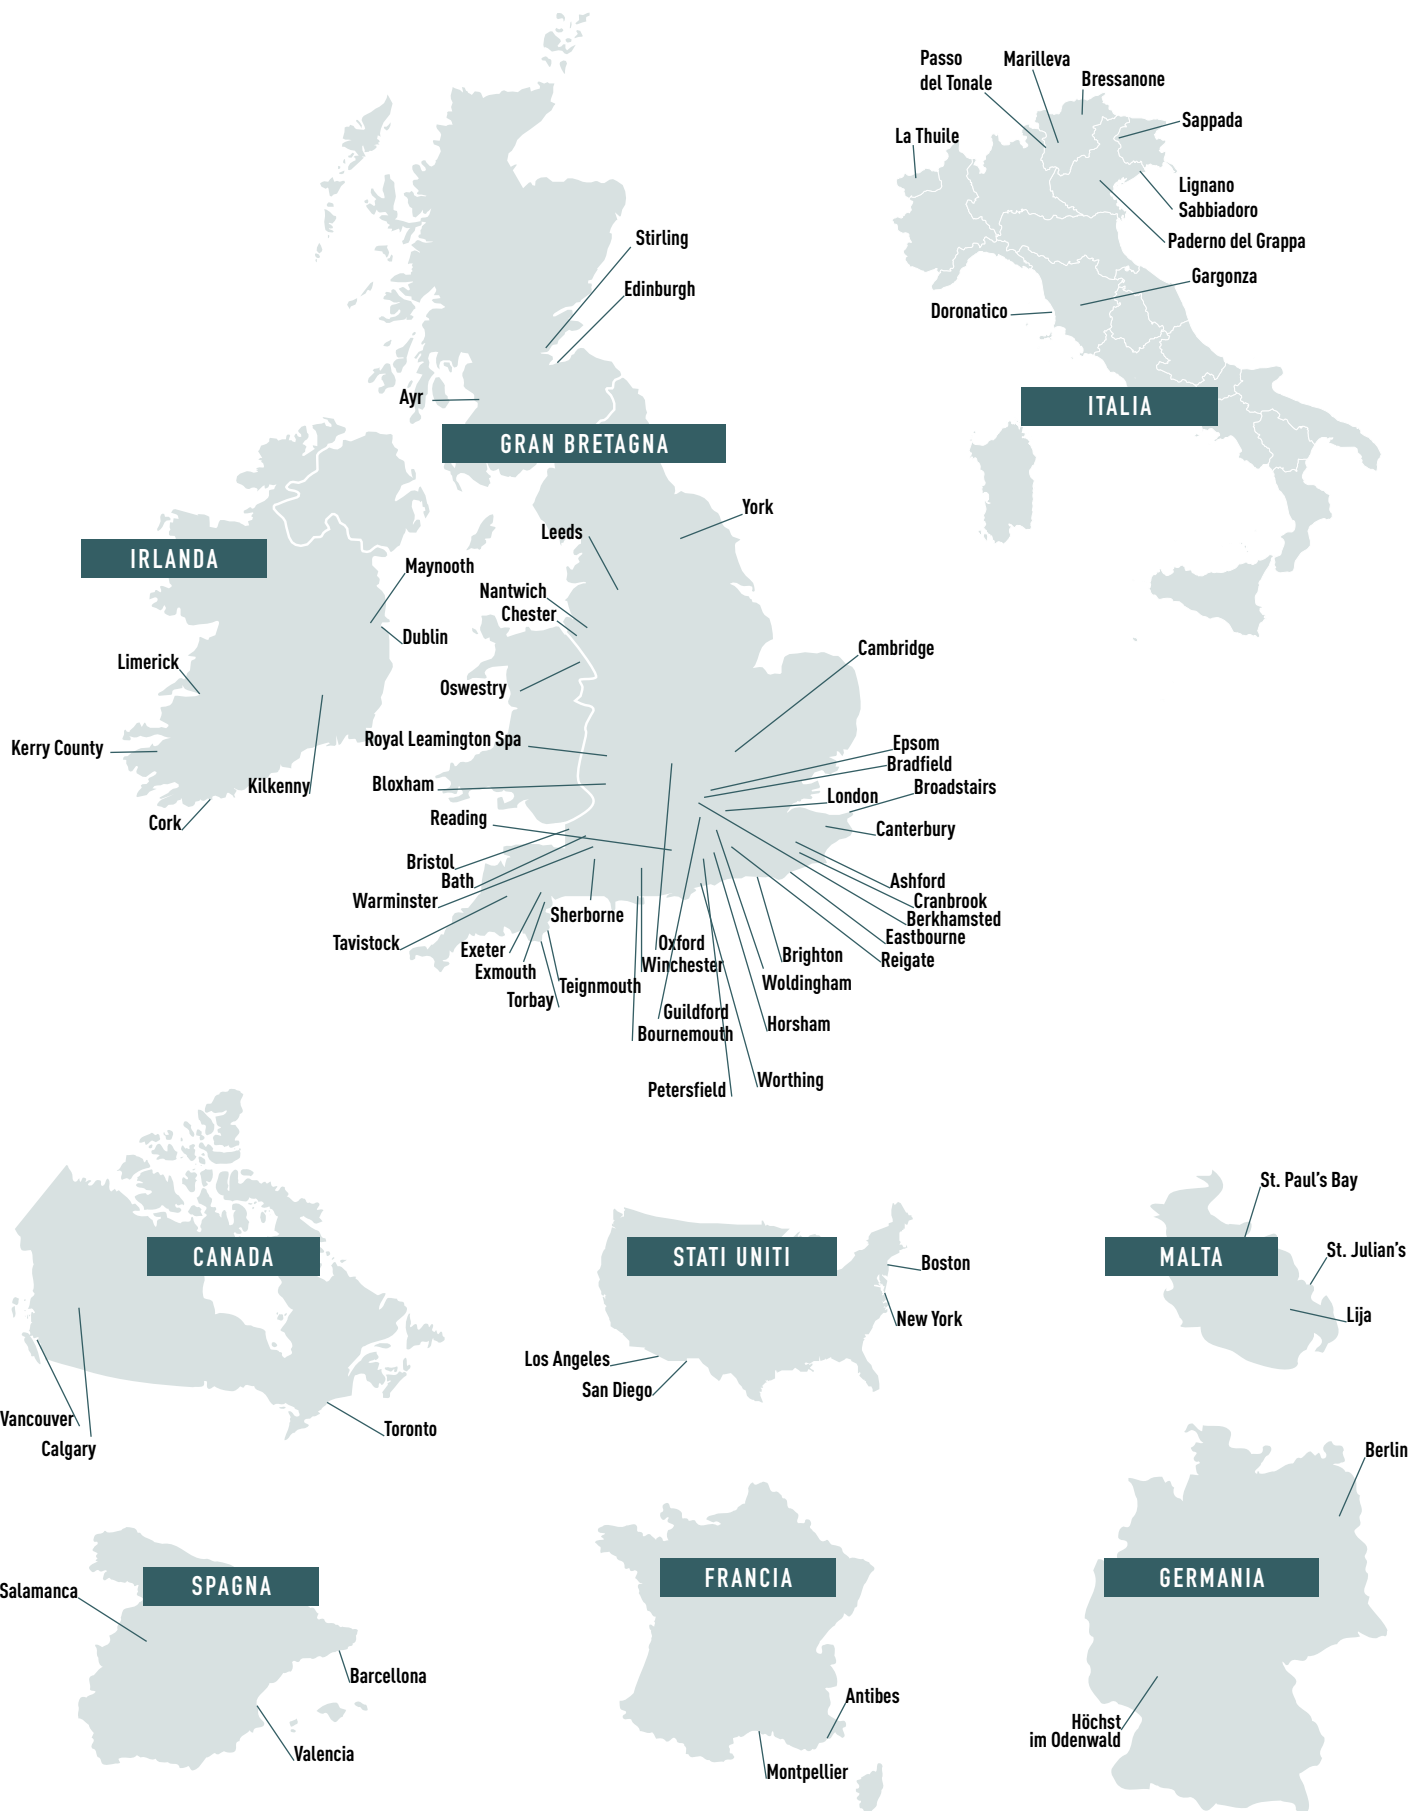 Passo
del Tonale
Marilleva
Bressanone
La Thuile
Sappada
Lignano
Sabbiadoro
Paderno del Grappa
Gargonza
Doronatico
ITALIA
Stirling
Edinburgh
Ayr
GRAN BRETAGNA
York
Leeds
Nantwich
Chester
Oswestry
Cambridge
Royal Leamington Spa
Bloxham
Reading
Epsom
Bradfield
Broadstairs
London
Canterbury
Bristol
Bath
Warminster
Tavistock
Sherborne
Exeter
Exmouth
Teignmouth
Torbay
Oxford
Winchester
Guildford
Bournemouth
Petersfield
Ashford
Cranbrook
Berkhamsted
Eastbourne
Reigate
Brighton
Woldingham
Horsham
Worthing
IRLANDA
Maynooth
Dublin
Limerick
Kerry County
Kilkenny
Cork
CANADA
Vancouver
Calgary
Toronto
STATI UNITI
Boston
New York
Los Angeles
San Diego
MALTA
St. Paul's Bay
St. Julian's
Lija
SPAGNA
Salamanca
Barcellona
Valencia
FRANCIA
Antibes
Montpellier
GERMANIA
Berlin
Höchst
im Odenwald